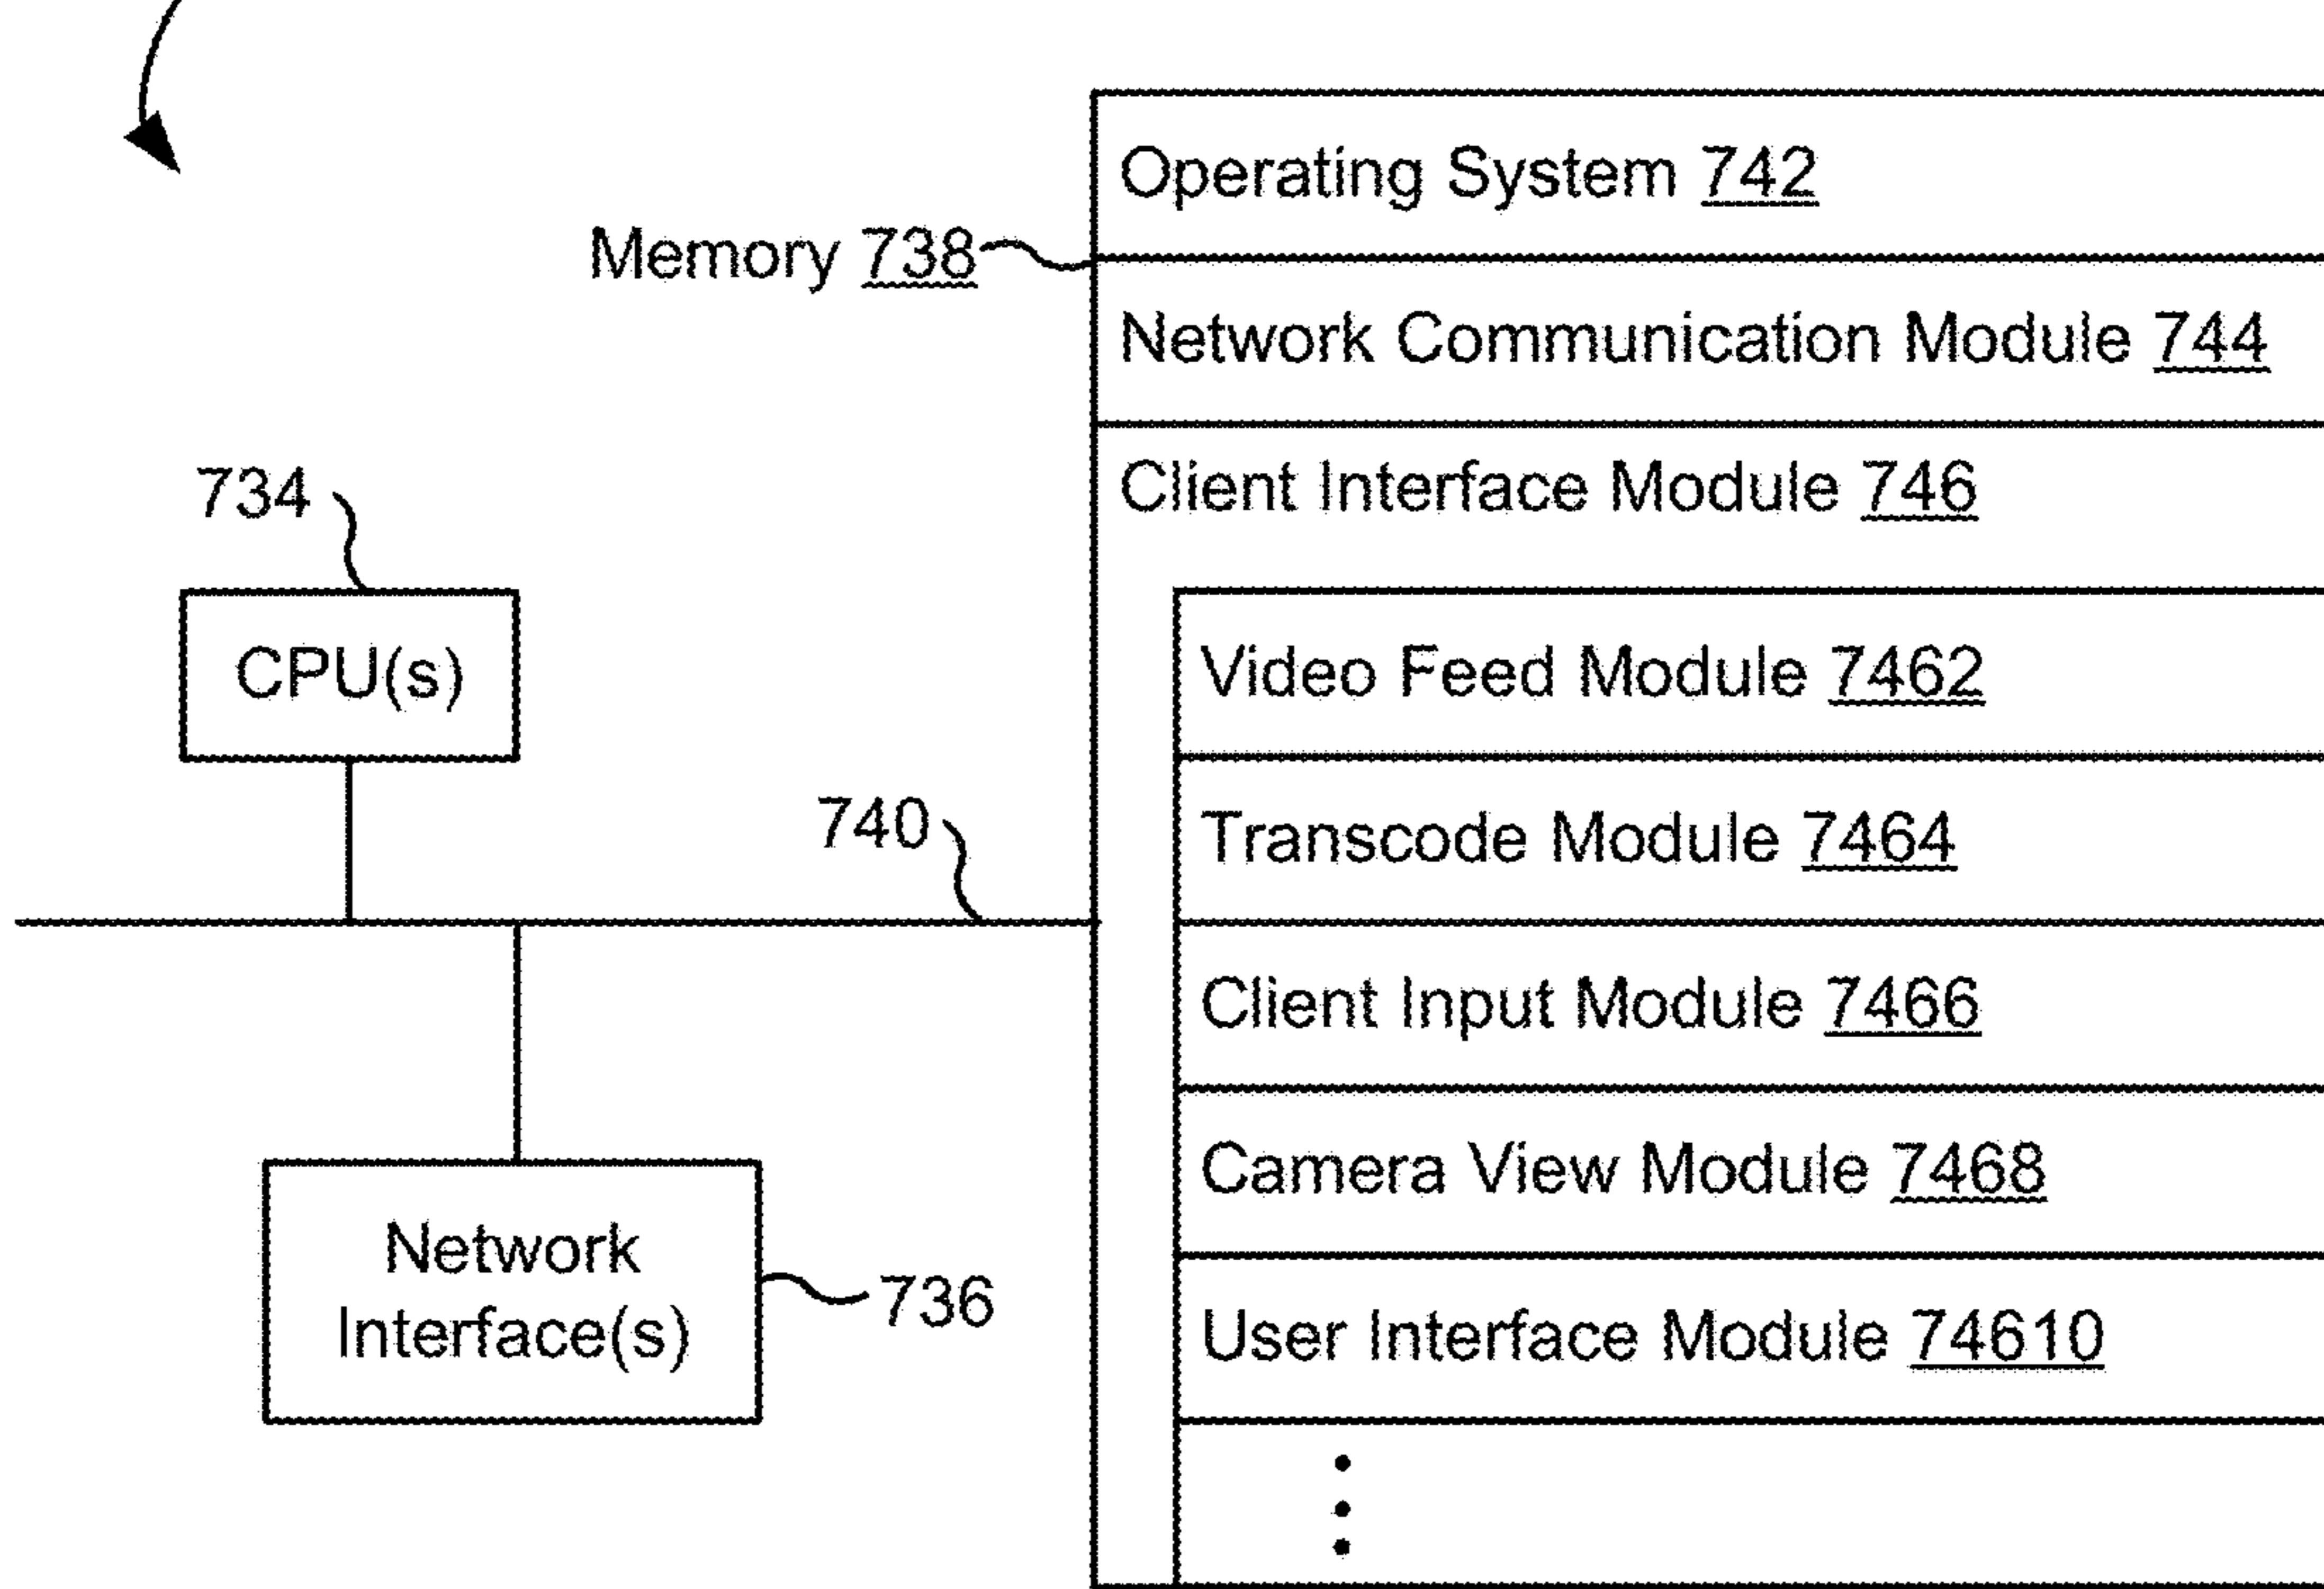 Operating System 742
Memory 738
Network Communication Module 744
Client Interface Module 746
734
CPU(s)
Video Feed Module 7462
740
Transcode Module 7464
Client Input Module 7466
Camera View Module 7468
Network
Interface(s)
736
User Interface Module 74610